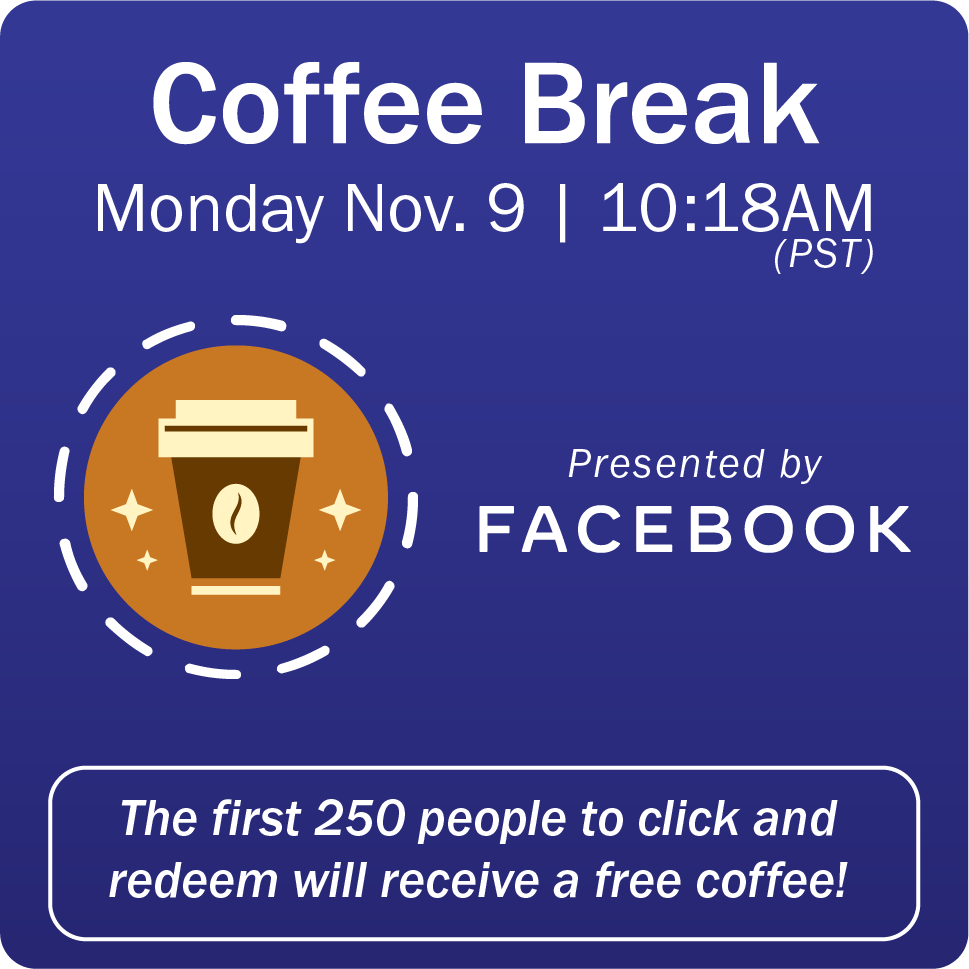 Coffee Break
Monday Nov. 9 | 10:18AM
(PST)
Presented by
FACEBOOK
The first 250 people to click and
redeem will receive a free coffee!